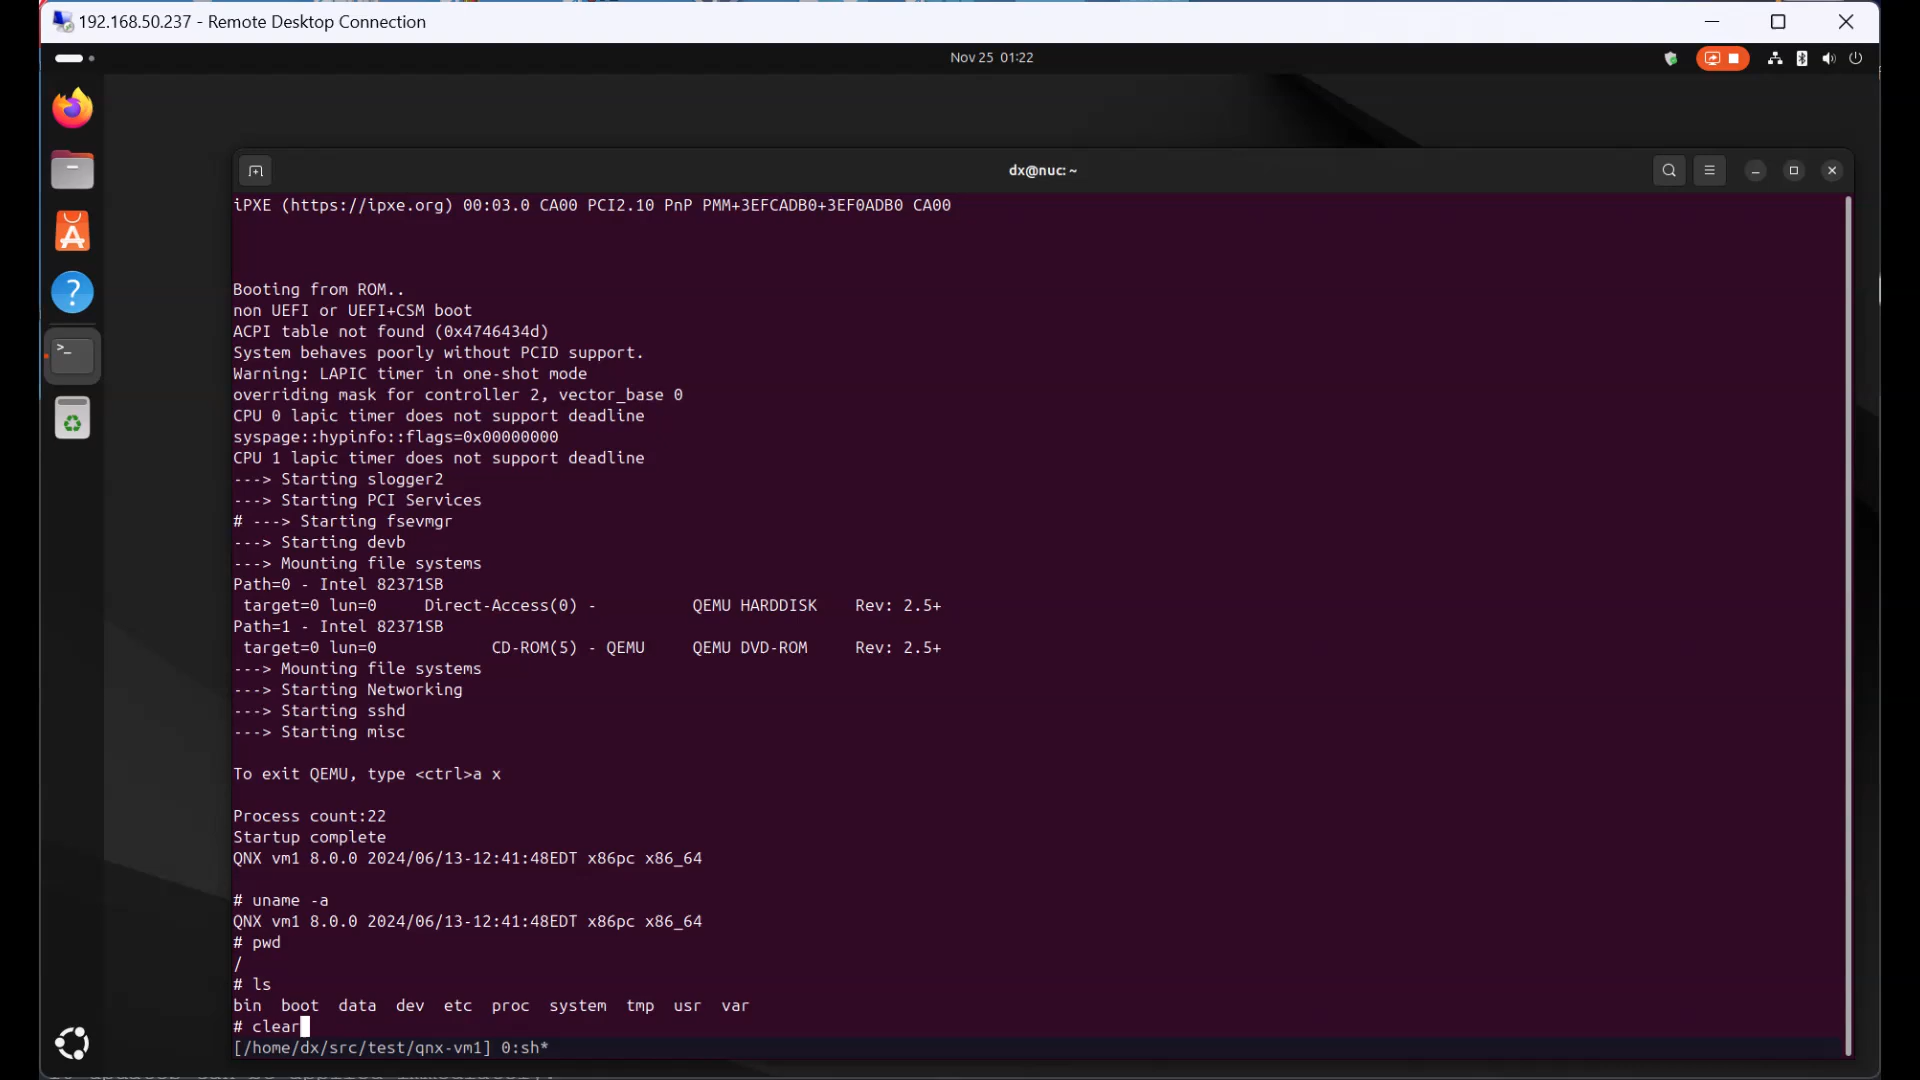 192.168.50.237 - Remote Desktop Connection
Nov 25 01:22
dx@nuc: ~
iPXE (https://ipxe.org) 00:03.0 CA00 PCI2.10 PnP PMM+3EFCADB0+3EF0ADB0 CA00
Booting from ROM..
non UEFI or UEFI+CSM boot
ACPI table not found (0x4746434d)
System behaves poorly without PCID support.
Warning: LAPIC timer in one-shot mode
overriding mask for controller 2, vector_base 0
CPU 0 lapic timer does not support deadline
syspage::hypinfo::flags=0x00000000
CPU 1 lapic timer does not support deadline
---> Starting slogger2
---> Starting PCI Services
# ---> Starting fsevmgr
---> Starting devb
---> Mounting file systems
Path=0 - Intel 82371SB
target=0 lun=0     Direct-Access(0) -          QEMU HARDDISK    Rev: 2.5+
Path=1 - Intel 82371SB
target=0 lun=0            CD-ROM(5) - QEMU     QEMU DVD-ROM     Rev: 2.5+
---> Mounting file systems
---> Starting Networking
---> Starting sshd
---> Starting misc
To exit QEMU, type <ctrl>a x
Process count:22
Startup complete
QNX vm1 8.0.0 2024/06/13-12:41:48EDT x86pc x86_64
# uname -a
QNX vm1 8.0.0 2024/06/13-12:41:48EDT x86pc x86_64
# pwd
/
# ls
bin  boot  data  dev  etc  proc  system  tmp  usr  var
# clear
[/home/dx/src/test/qnx-vm1] 0:sh*